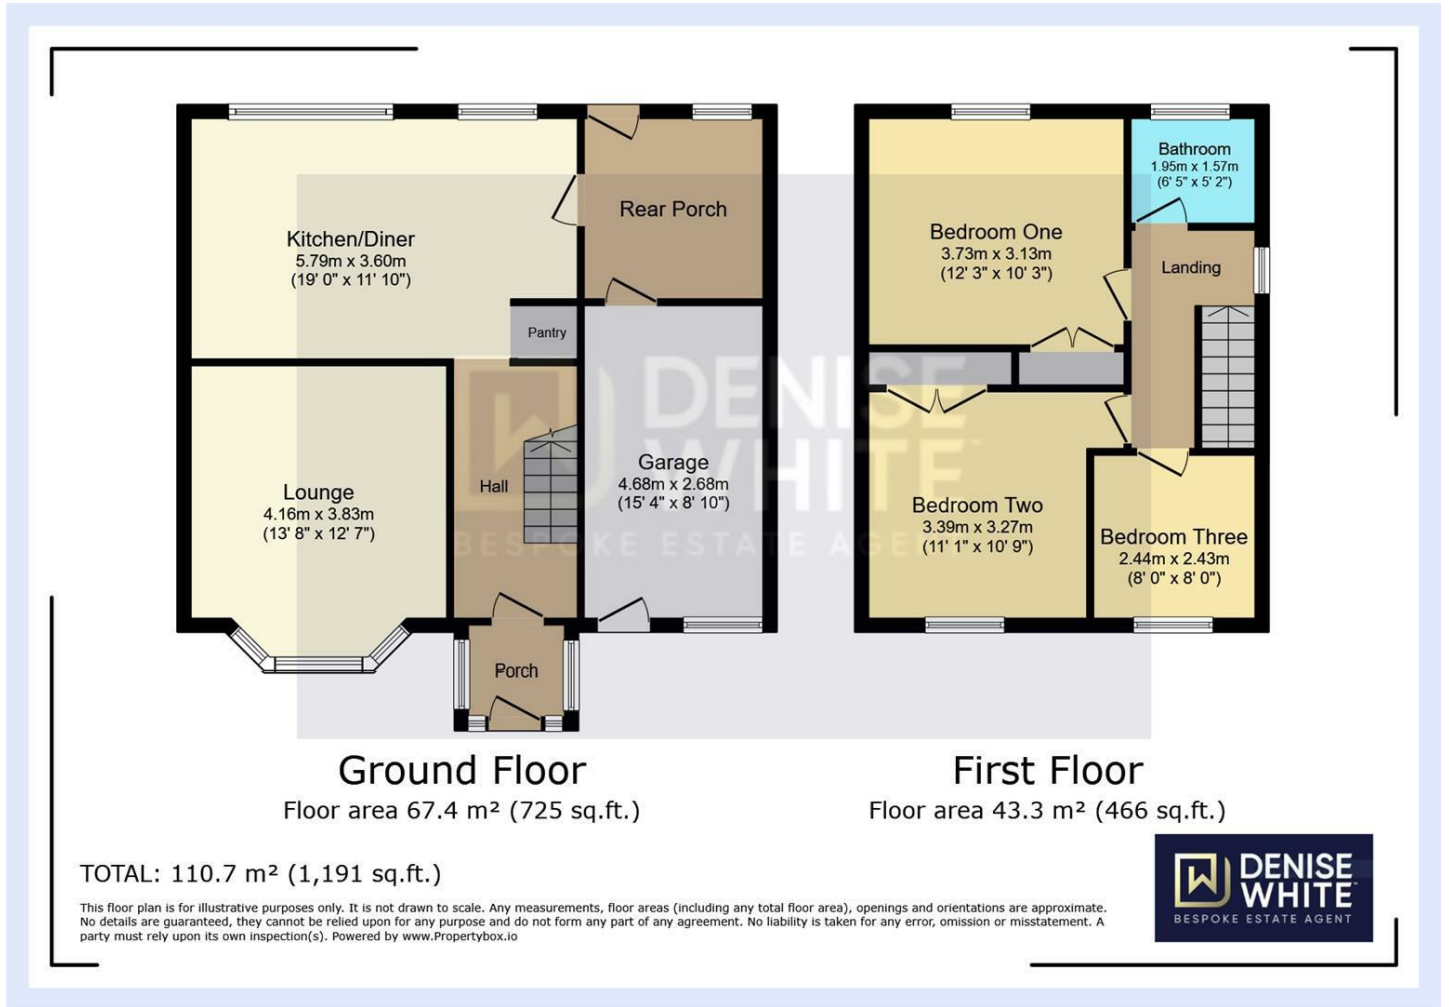 Kitchen/Diner
5.79m x 3.60m
(19' 0" x 11' 10")
Rear Porch
Pantry
Lounge
4.16m x 3.83m
(13' 8" x 12' 7")
Hall
Garage
4.68m x 2.68m
(15' 4" x 8' 10")
Porch
Bedroom One
3.73m x 3.13m
(12' 3" x 10' 3")
Bathroom
1.95m x 1.57m
(6' 5" x 5' 2")
Landing
Bedroom Two
3.39m x 3.27m
(11' 1" x 10' 9")
Bedroom Three
2.44m x 2.43m
(8' 0" x 8' 0")
DENISE
WHITE™
BESPOKE ESTATE AGENT
Ground Floor
Floor area 67.4 m² (725 sq.ft.)
First Floor
Floor area 43.3 m² (466 sq.ft.)
TOTAL: 110.7 m² (1,191 sq.ft.)
This floor plan is for illustrative purposes only. It is not drawn to scale. Any measurements, floor areas (including any total floor area), openings and orientations are approximate.
No details are guaranteed, they cannot be relied upon for any purpose and do not form any part of any agreement. No liability is taken for any error, omission or misstatement. A
party must rely upon its own inspection(s). Powered by www.Propertybox.io
DENISE
WHITE™
BESPOKE ESTATE AGENT